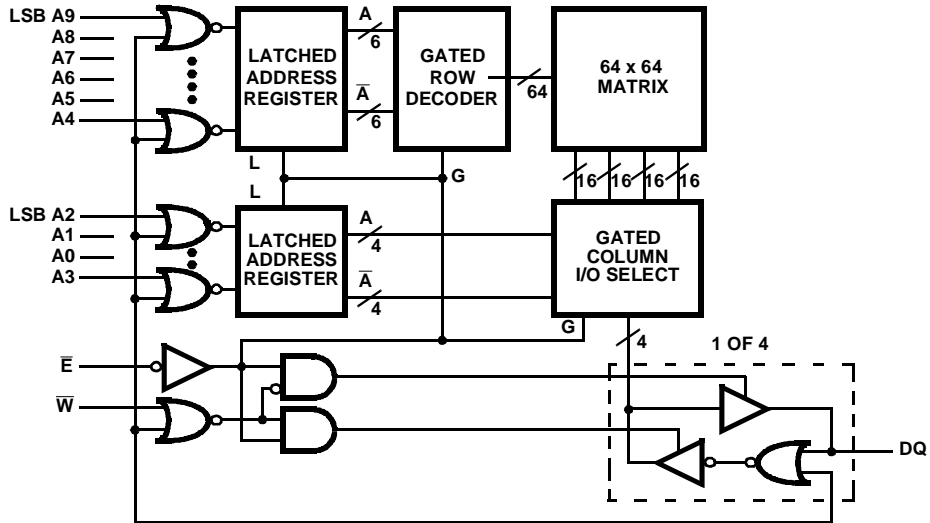 LSB A9
A8
A7
A6
A5
A4
LATCHED
ADDRESS
REGISTER
A
6
A̅
6
GATED
ROW
DECODER
64
64 x 64
MATRIX
L
L
G
16
16
16
16
LSB A2
A1
A0
A3
LATCHED
ADDRESS
REGISTER
A
4
A̅
4
GATED
COLUMN
I/O SELECT
G
4
1 OF 4
E̅
W̅
DQ